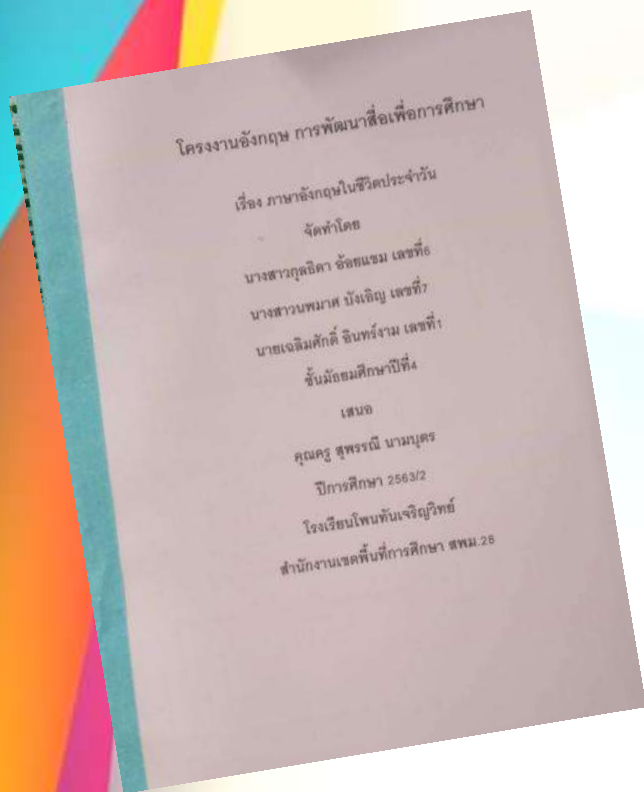 โครงงานอังกฤษ การพัฒนาสื่อเพื่อการศึกษา
เรื่อง ภาษาอังกฤษในชีวิตประจำวัน
จัดทำโดย
นางสาวกุลธิดา อ้อยแขม เลขที่6
นางสาวนพมาศ บังเอิญ เลขที่7
นายเฉลิมศักดิ์ อินทร์งาม เลขที่1
ชั้นมัธยมศึกษาปีที่4
เสนอ
คุณครู สุพรรณี นามบุตร
ปีการศึกษา 2563/2
โรงเรียนโพนทันเจริญวิทย์
สำนักงานเขตพื้นที่การศึกษา สพม.28